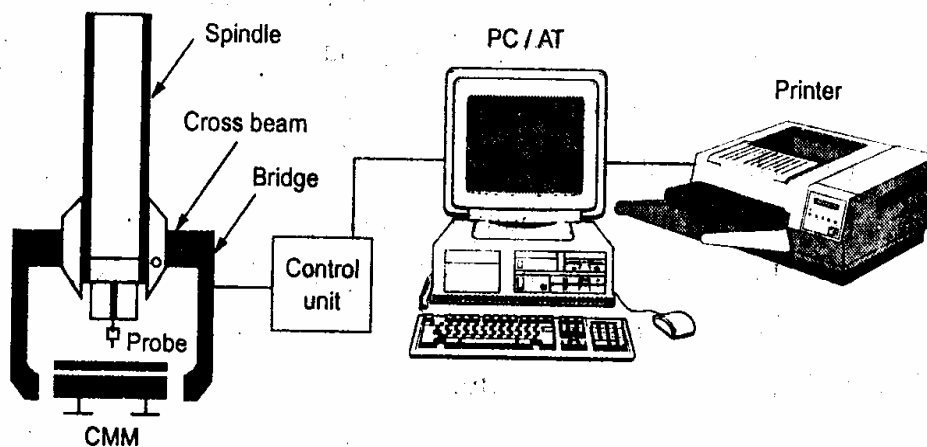 Spindle
PC / AT
Printer
Cross beam
Bridge
Control
unit
Probe
CMM